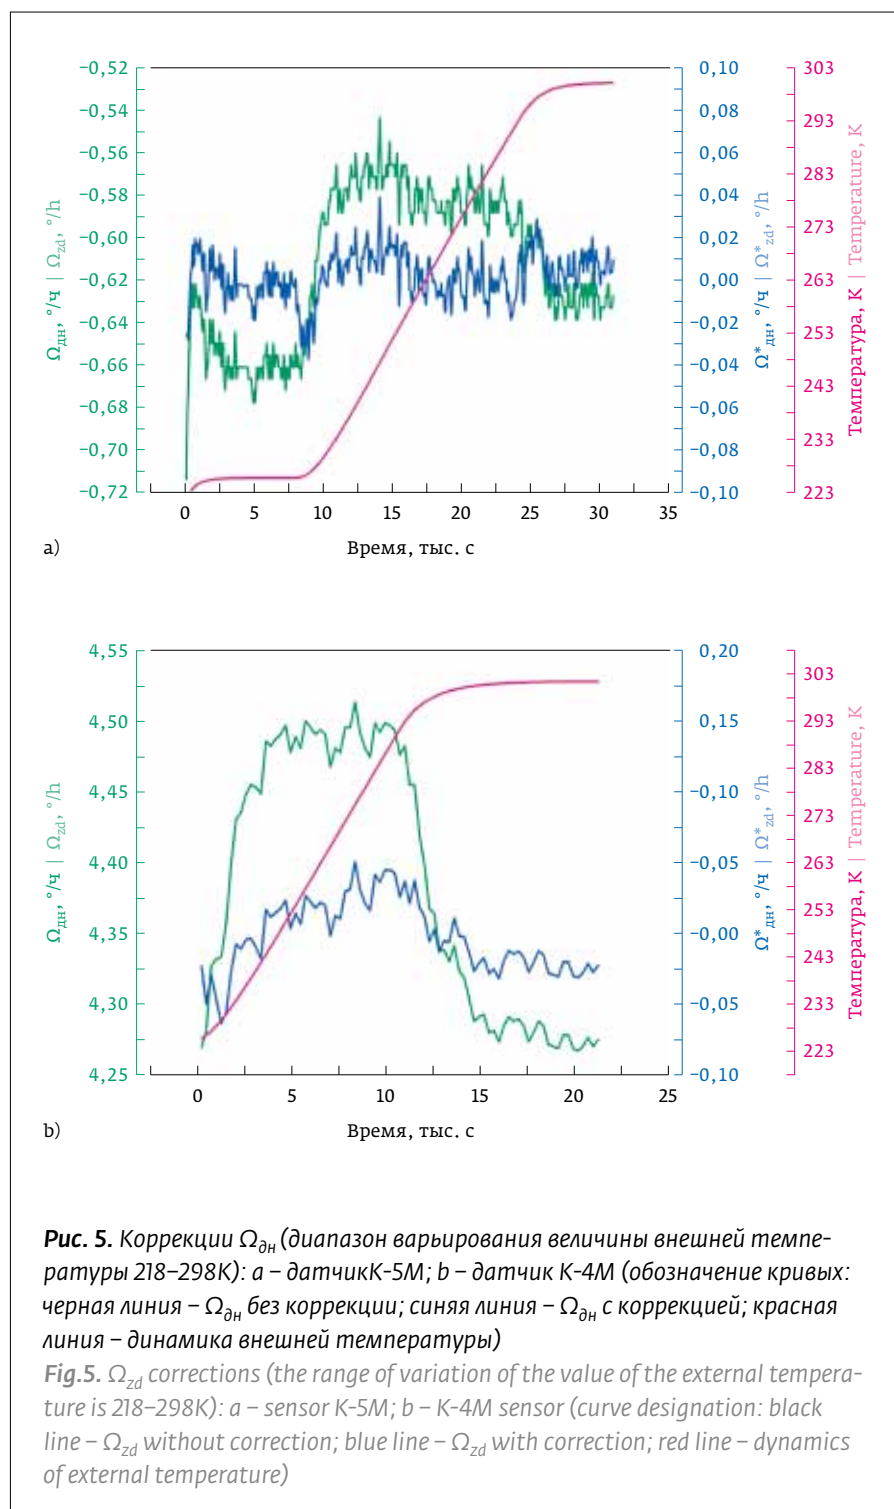 −0,52
−0,54
−0,56
−0,58
−0,60
−0,62
−0,64
−0,66
−0,68
−0,70
−0,72
Ωдн, °/ч | Ωzd, °/h
0,10
0,08
0,06
0,04
0,02
0,00
−0,02
−0,04
−0,06
−0,08
−0,10
Ω*дн, °/ч | Ω*zd, °/h
303
293
283
273
263
253
243
233
223
Температура, К | Temperature, K
0 5 10 15 20 25 30 35
a)
Время, тыс. с
4,55
4,50
4,45
4,40
4,35
4,30
4,25
Ωдн, °/ч | Ωzd, °/h
0,20
0,15
−0,10
−0,05
−0,00
−0,05
−0,10
Ω*дн, °/ч | Ω*zd, °/h
303
293
283
273
263
253
243
233
223
Температура, К | Temperature, K
0 5 10 15 20 25
b)
Время, тыс. с
Рис. 5. Коррекции Ωдн (диапазон варьирования величины внешней темпе-
ратуры 218–298К): a – датчикК-5М; b – датчик К-4М (обозначение кривых:
черная линия – Ωдн без коррекции; синяя линия – Ωдн с коррекцией; красная
линия – динамика внешней температуры)
Fig.5. Ωzd corrections (the range of variation of the value of the external tempera-
ture is 218–298K): a – sensor K-5M; b – K-4M sensor (curve designation: black
line – Ωzd without correction; blue line – Ωzd with correction; red line – dynamics
of external temperature)